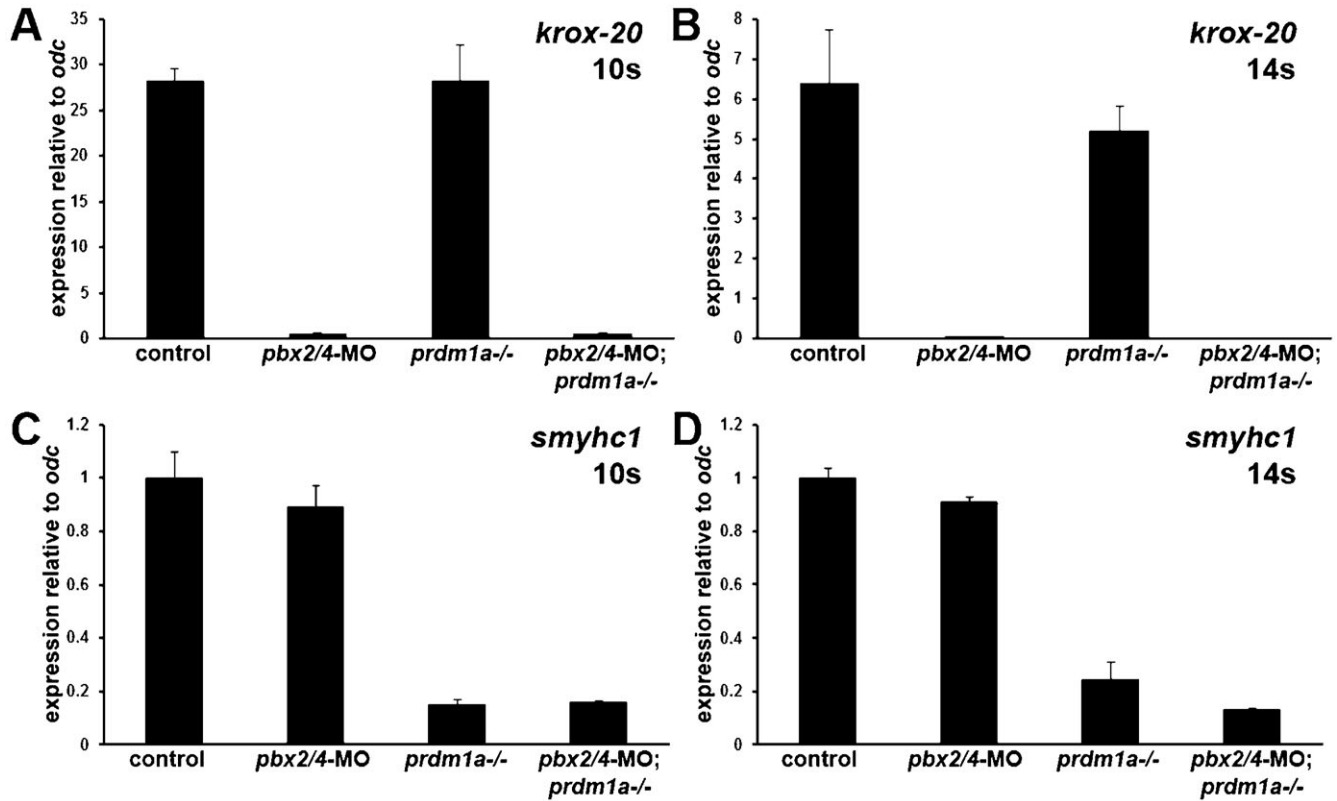 A
krox-20
10s
expression relative to odc
35
30
25
20
15
10
5
0
control
pbx2/4-MO
prdm1a-/-
pbx2/4-MO;
prdm1a-/-
B
krox-20
14s
expression relative to odc
8
7
6
5
4
3
2
1
0
control
pbx2/4-MO
prdm1a-/-
pbx2/4-MO;
prdm1a-/-
C
smyhc1
10s
expression relative to odc
1.2
1
0.8
0.6
0.4
0.2
0
control
pbx2/4-MO
prdm1a-/-
pbx2/4-MO;
prdm1a-/-
D
smyhc1
14s
expression relative to odc
1.2
1
0.8
0.6
0.4
0.2
0
control
pbx2/4-MO
prdm1a-/-
pbx2/4-MO;
prdm1a-/-